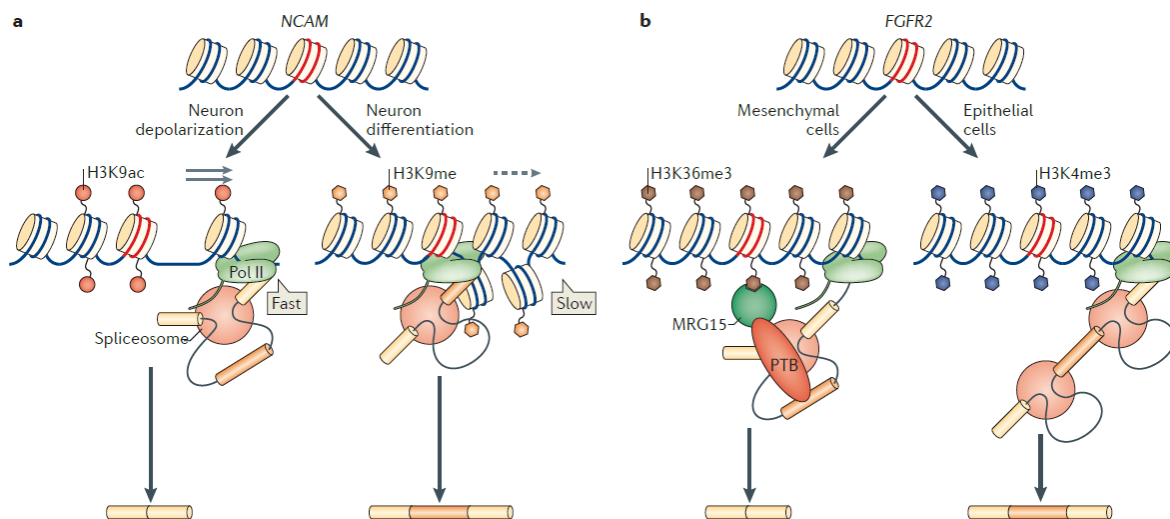 a
NCAM
Neuron
depolarization
Neuron
differentiation
H3K9ac
H3K9me
Pol II
Fast
Slow
Spliceosome
b
FGFR2
Mesenchymal
cells
Epithelial
cells
H3K36me3
H3K4me3
MRG15
PTB